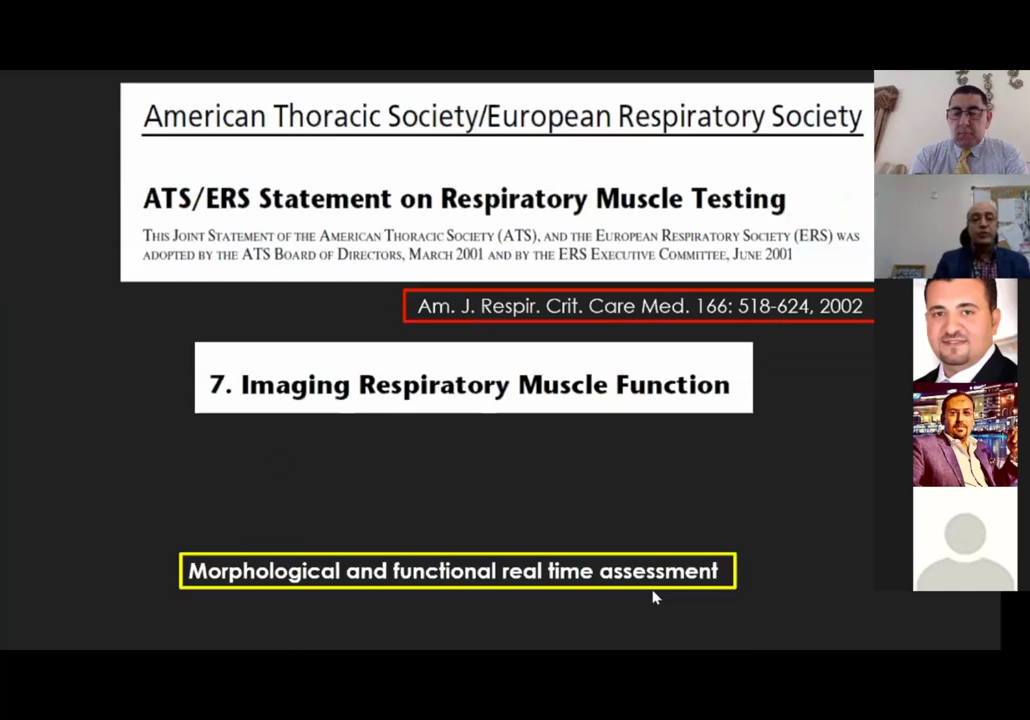 American Thoracic Society/European Respiratory Society
ATS/ERS Statement on Respiratory Muscle Testing
THIS JOINT STATEMENT OF THE AMERICAN THORACIC SOCIETY (ATS), AND THE EUROPEAN RESPIRATORY SOCIETY (ERS) WAS
ADOPTED BY THE ATS BOARD OF DIRECTORS, MARCH 2001 AND BY THE ERS EXECUTIVE COMMITTEE, JUNE 2001
Am. J. Respir. Crit. Care Med. 166: 518-624, 2002
7. Imaging Respiratory Muscle Function
Morphological and functional real time assessment